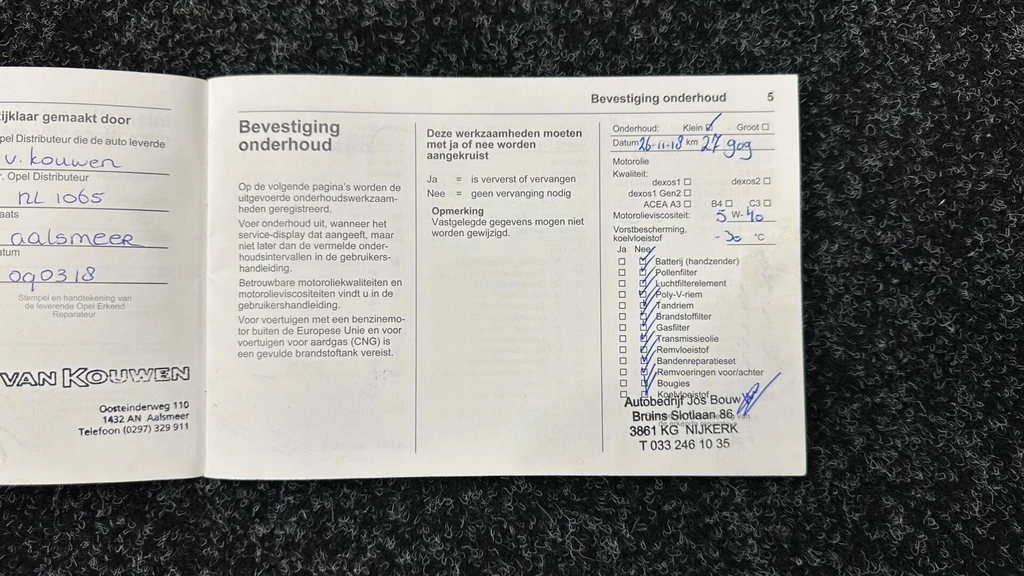 ijklaar gemaakt door
pel Distributeur die de auto leverde
v. kouwen
r. Opel Distributeur
NL 1065
aats
aalsmeer
atum
090318
Stempel en handtekening van
de leverende Opel Erkend
Reparateur
VAN KOUWEN
Oosteinderweg 110
1432 AN Aalsmeer
Telefoon (0297) 329 911
Bevestiging onderhoud 5
Bevestiging
onderhoud
Op de volgende pagina's worden de
uitgevoerde onderhoudswerkzaam-
heden geregistreerd.
Voer onderhoud uit, wanneer het
service-display dat aangeeft, maar
niet later dan de vermelde onder-
houdsintervallen in de gebruikers-
handleiding.
Betrouwbare motoroliekwaliteiten en
motorolieviscositeiten vindt u in de
gebruikershandleiding.
Voor voertuigen met een benzinemo-
tor buiten de Europese Unie en voor
voertuigen voor aardgas (CNG) is
een gevulde brandstoftank vereist.
Deze werkzaamheden moeten
met ja of nee worden
aangekruist
Ja = is ververst of vervangen
Nee = geen vervanging nodig
Opmerking
Vastgelegde gegevens mogen niet
worden gewijzigd.
Onderhoud: Klein Groot
Datum 26-11-18 km 27 909
Motorolie
Kwaliteit:
dexos1 dexos2
dexos1 Gen2
ACEA A3 B4 C3
Motorolieviscositeit: 5 W-40
Vorstbescherming,
koelvloeistof -30 °C
Ja Nee
Batterij (handzender)
Pollenfilter
Luchtfilterelement
Poly-V-riem
Tandriem
Brandstoffilter
Gasfilter
Transmissieolie
Remvloeistof
Bandenreparatieset
Remvoeringen voor/achter
Bougies
Koelvloeistof
Autobedrijf Jos Bouw
Bruins Slotlaan 86
3861 KG NIJKERK
T 033 246 10 35